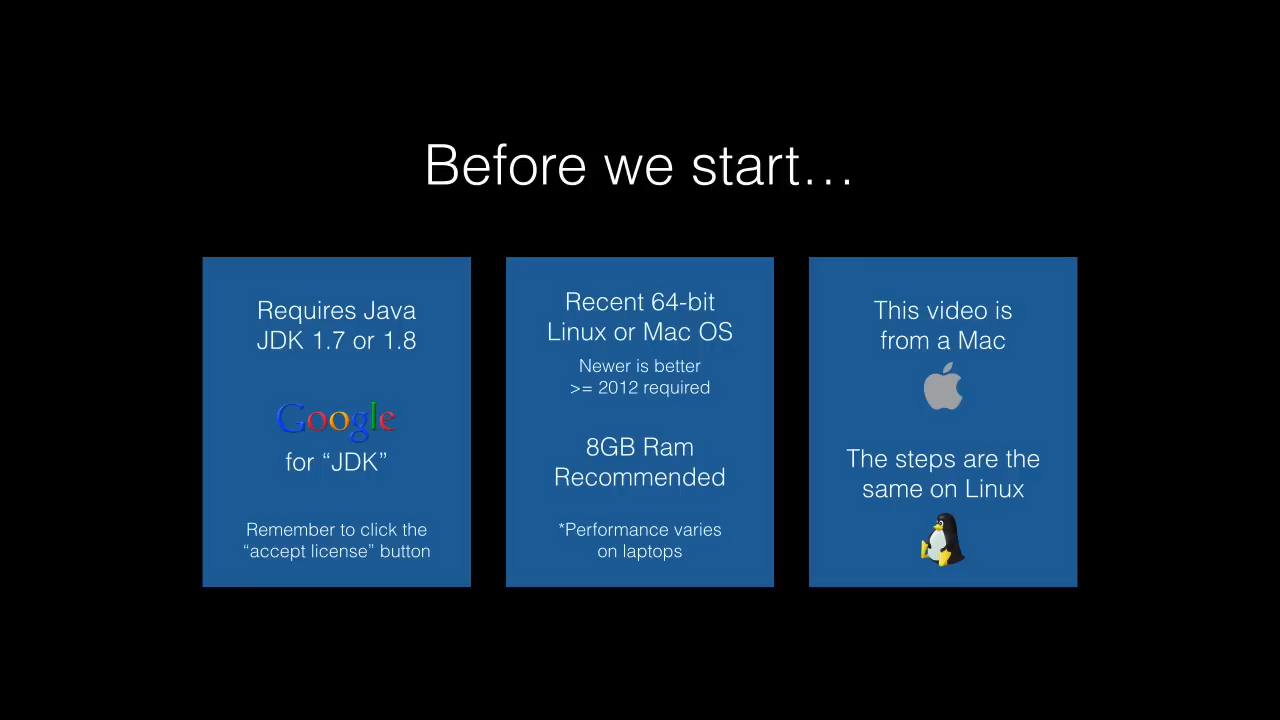 Before we start...
Requires Java
JDK 1.7 or 1.8
Google
for “JDK”
Remember to click the
“accept license” button
Recent 64-bit
Linux or Mac OS
Newer is better
>= 2012 required
8GB Ram
Recommended
*Performance varies
on laptops
This video is
from a Mac
The steps are the
same on Linux